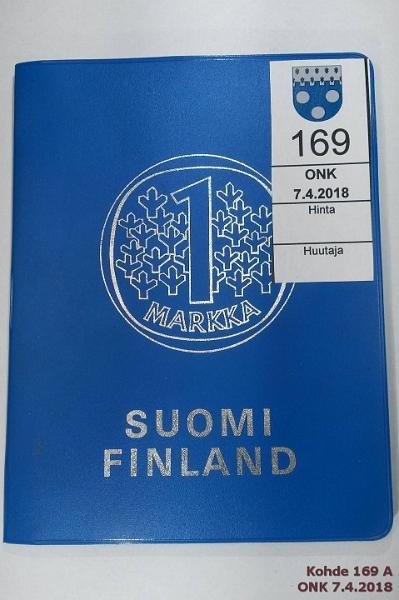 169
ONK
7.4.2018
Hinta
Huutaja
1
MARKKA
SUOMI
FINLAND
Kohde 169 A
ONK 7.4.2018